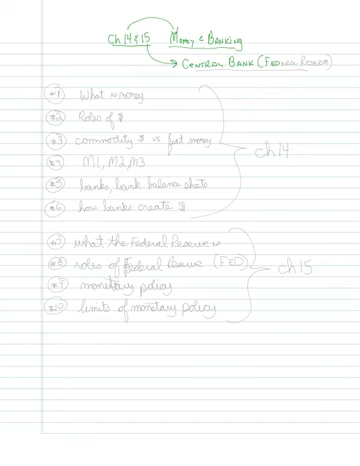 Ch 14 & 15 Money & Banking
→ Central Bank (Federal Reserve)
#1 What is money
#2 Roles of $
#3 commodity $ vs fiat money
#4 M1, M2, M3
#5 banks, bank balance sheets
#6 how banks create $
ch 14
#7 what the Federal Reserve is
#8 roles of Federal Reserve (FED)
#9 monetary policy
#10 limits of monetary policy
ch 15